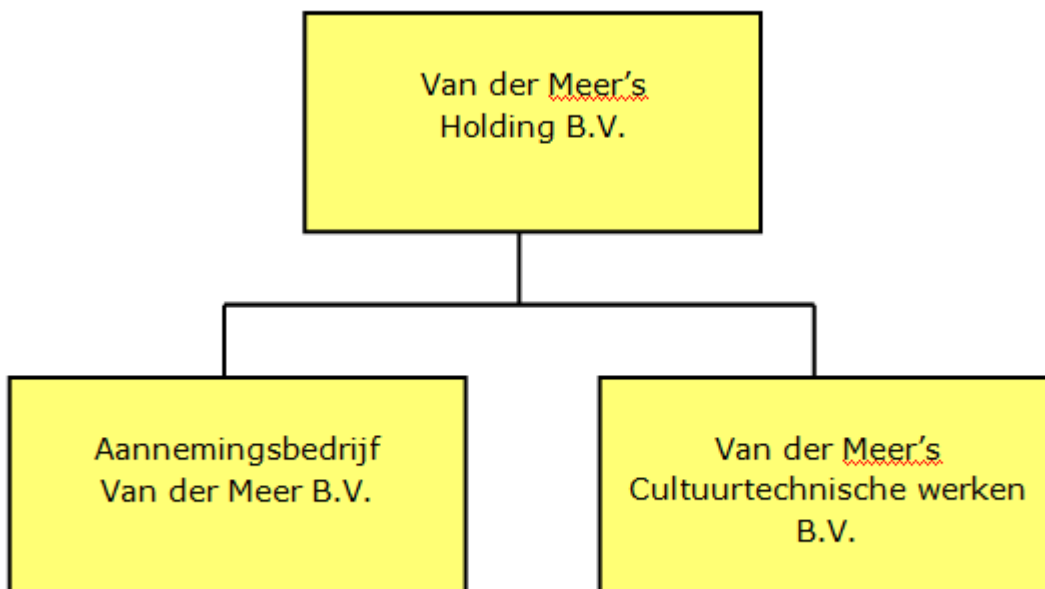 Van der Meer’s
Holding B.V.
Aannemingsbedrijf
Van der Meer B.V.
Van der Meer’s
Cultuurtechnische werken
B.V.